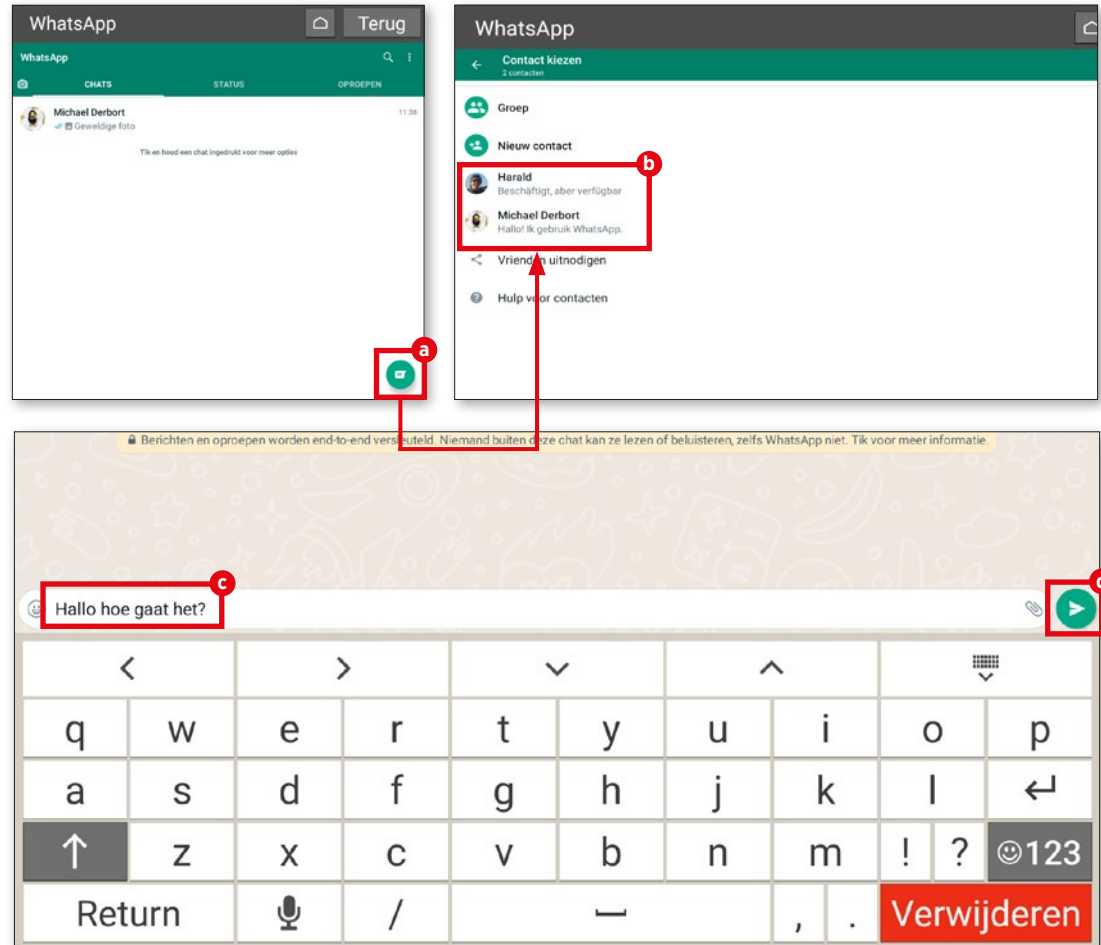 WhatsApp
Terug
WhatsApp
CHATS
STATUS
OPROEPEN
Michael Derbort
11:38
Geweldige foto
Tik en houd een chat ingedrukt voor meer opties
a
WhatsApp
Contact kiezen
2 contacten
Groep
Nieuw contact
b
Harald
Beschäftigt, aber verfügbar
Michael Derbort
Hallo! Ik gebruik WhatsApp.
Vrienden uitnodigen
Hulp voor contacten
Berichten en oproepen worden end-to-end versleuteld. Niemand buiten deze chat kan ze lezen of beluisteren, zelfs WhatsApp niet. Tik voor meer informatie.
c
Hallo hoe gaat het?
q w e r t y u i o p
a s d f g h j k l
z x c v b n m ! ? 123
Return / , . Verwijderen